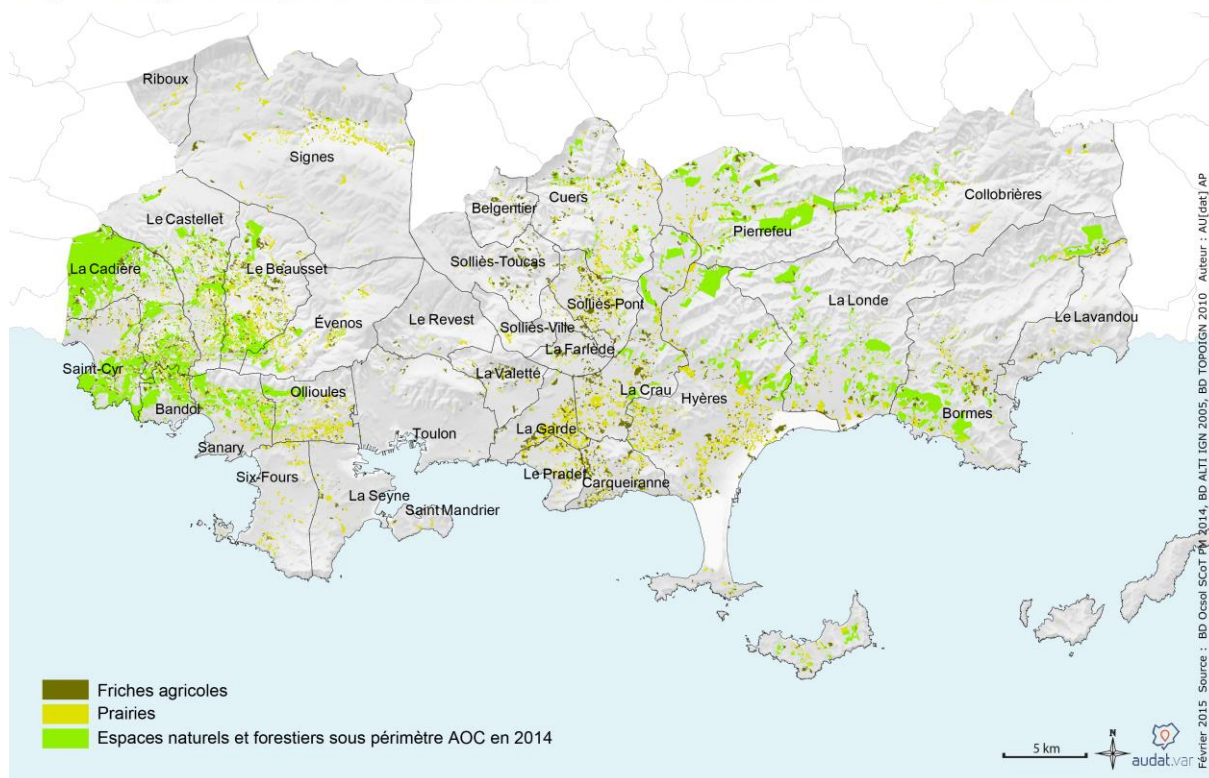 Riboux
Signes
Belgentier
Cuers
Collobrières
Le Castellet
Pierrefeu
La Cadière
Le Beausset
Solliès-Toucas
Solliès-Pont
La Londe
Évenos
Le Revest
Solliès-Ville
Le Lavandou
La Farlède
Saint-Cyr
La Valette
Ollioules
La Crau
Hyères
Bandol
Bormes
La Garde
Toulon
Sanary
Six-Fours
Le Pradet
Carqueiranne
La Seyne
Saint Mandrier
Friches agricoles
Prairies
Espaces naturels et forestiers sous périmètre AOC en 2014
5 km
N
audat.var
Février 2015 Source : BD Ocsol SCoT PM 2014, BD ALTI IGN 2005, BD TOPOIGN 2010 Auteur : AU[dat] AP